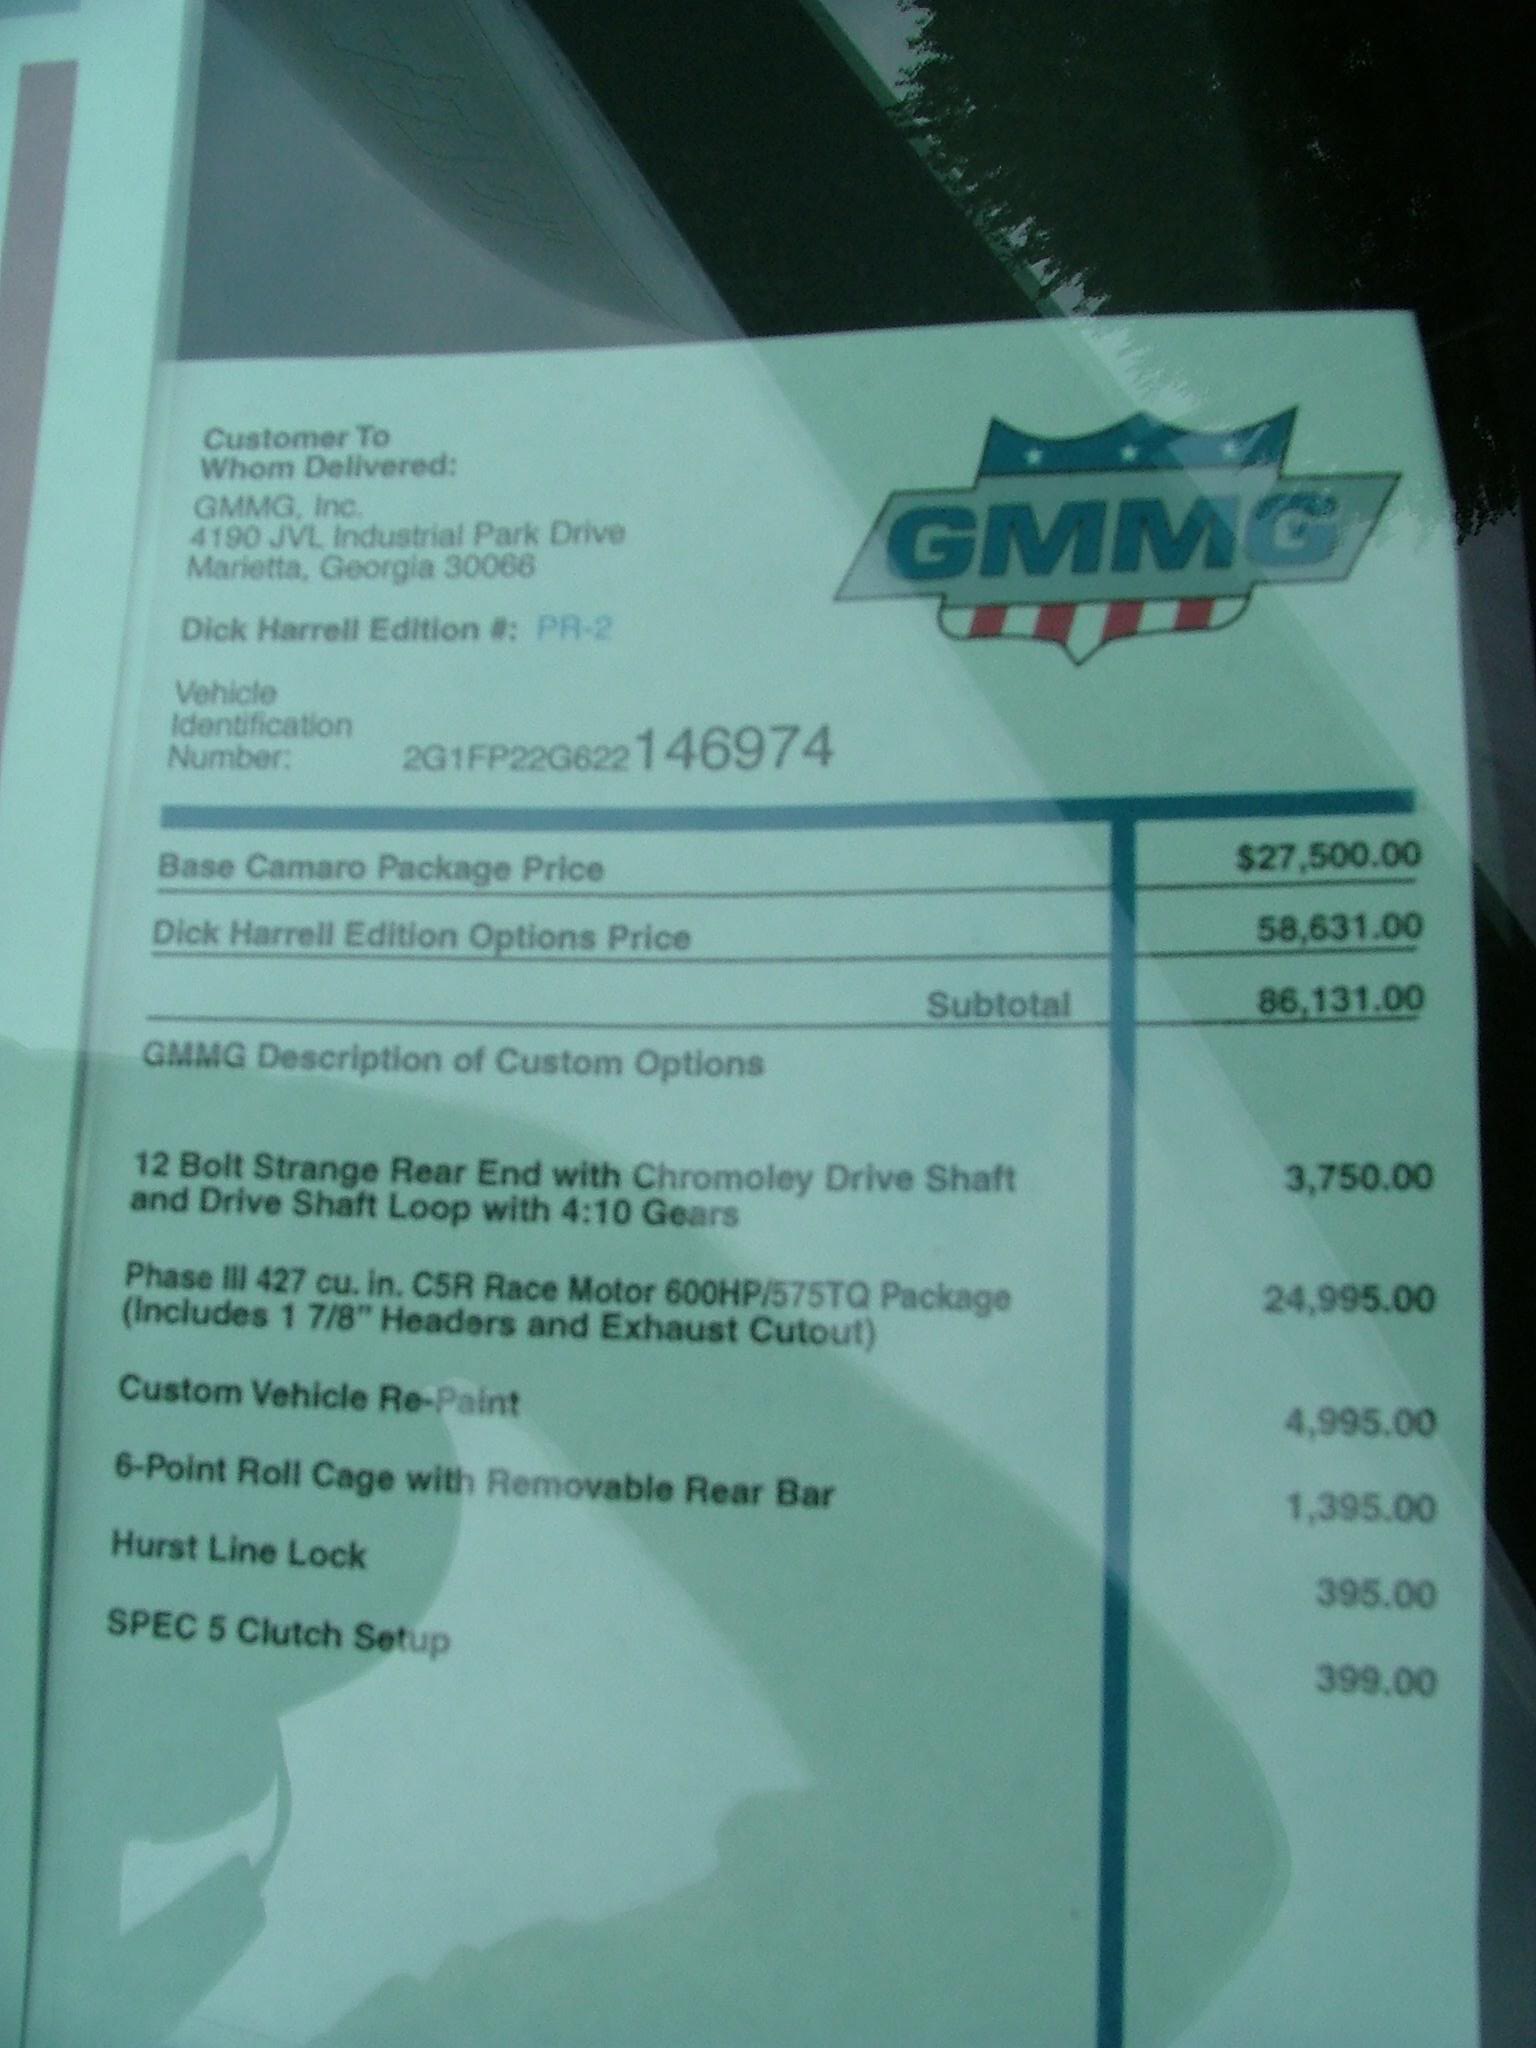 Customer To
Whom Delivered:
GMMG, Inc.
4190 JVL Industrial Park Drive
Marietta, Georgia 30066
GMMG
Dick Harrell Edition #: PR-2
Vehicle
Identification
Number: 2G1FP22G622146974
Base Camaro Package Price $27,500.00
Dick Harrell Edition Options Price 58,631.00
Subtotal 86,131.00
GMMG Description of Custom Options
12 Bolt Strange Rear End with Chromoley Drive Shaft 3,750.00
and Drive Shaft Loop with 4:10 Gears
Phase III 427 cu. in. C5R Race Motor 600HP/575TQ Package 24,995.00
(Includes 1 7/8" Headers and Exhaust Cutout)
Custom Vehicle Re-Paint 4,995.00
6-Point Roll Cage with Removable Rear Bar 1,395.00
Hurst Line Lock 395.00
SPEC 5 Clutch Setup 399.00